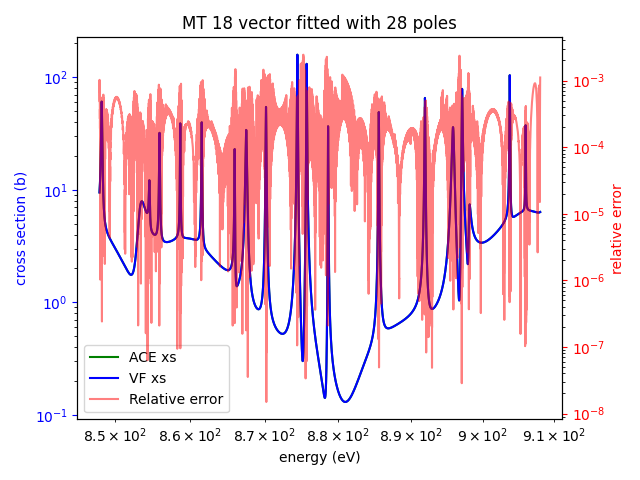 MT 18 vector fitted with 28 poles
cross section (b)
10²
10¹
10⁰
10⁻¹
10⁻³
10⁻⁴
10⁻⁵
10⁻⁶
10⁻⁷
10⁻⁸
relative error
ACE xs
VF xs
Relative error
8.5 × 10² 8.6 × 10² 8.7 × 10² 8.8 × 10² 8.9 × 10² 9 × 10² 9.1 × 10²
energy (eV)